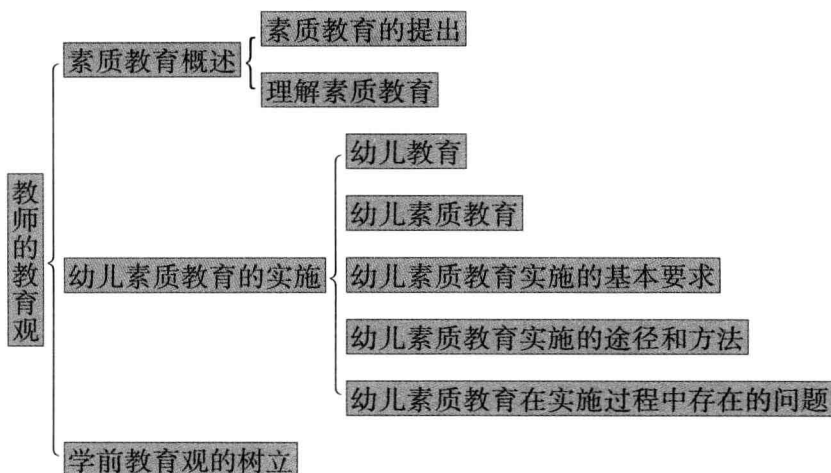 教师的教育观
素质教育概述
素质教育的提出
理解素质教育
幼儿素质教育的实施
幼儿教育
幼儿素质教育
幼儿素质教育实施的基本要求
幼儿素质教育实施的途径和方法
幼儿素质教育在实施过程中存在的问题
学前教育观的树立